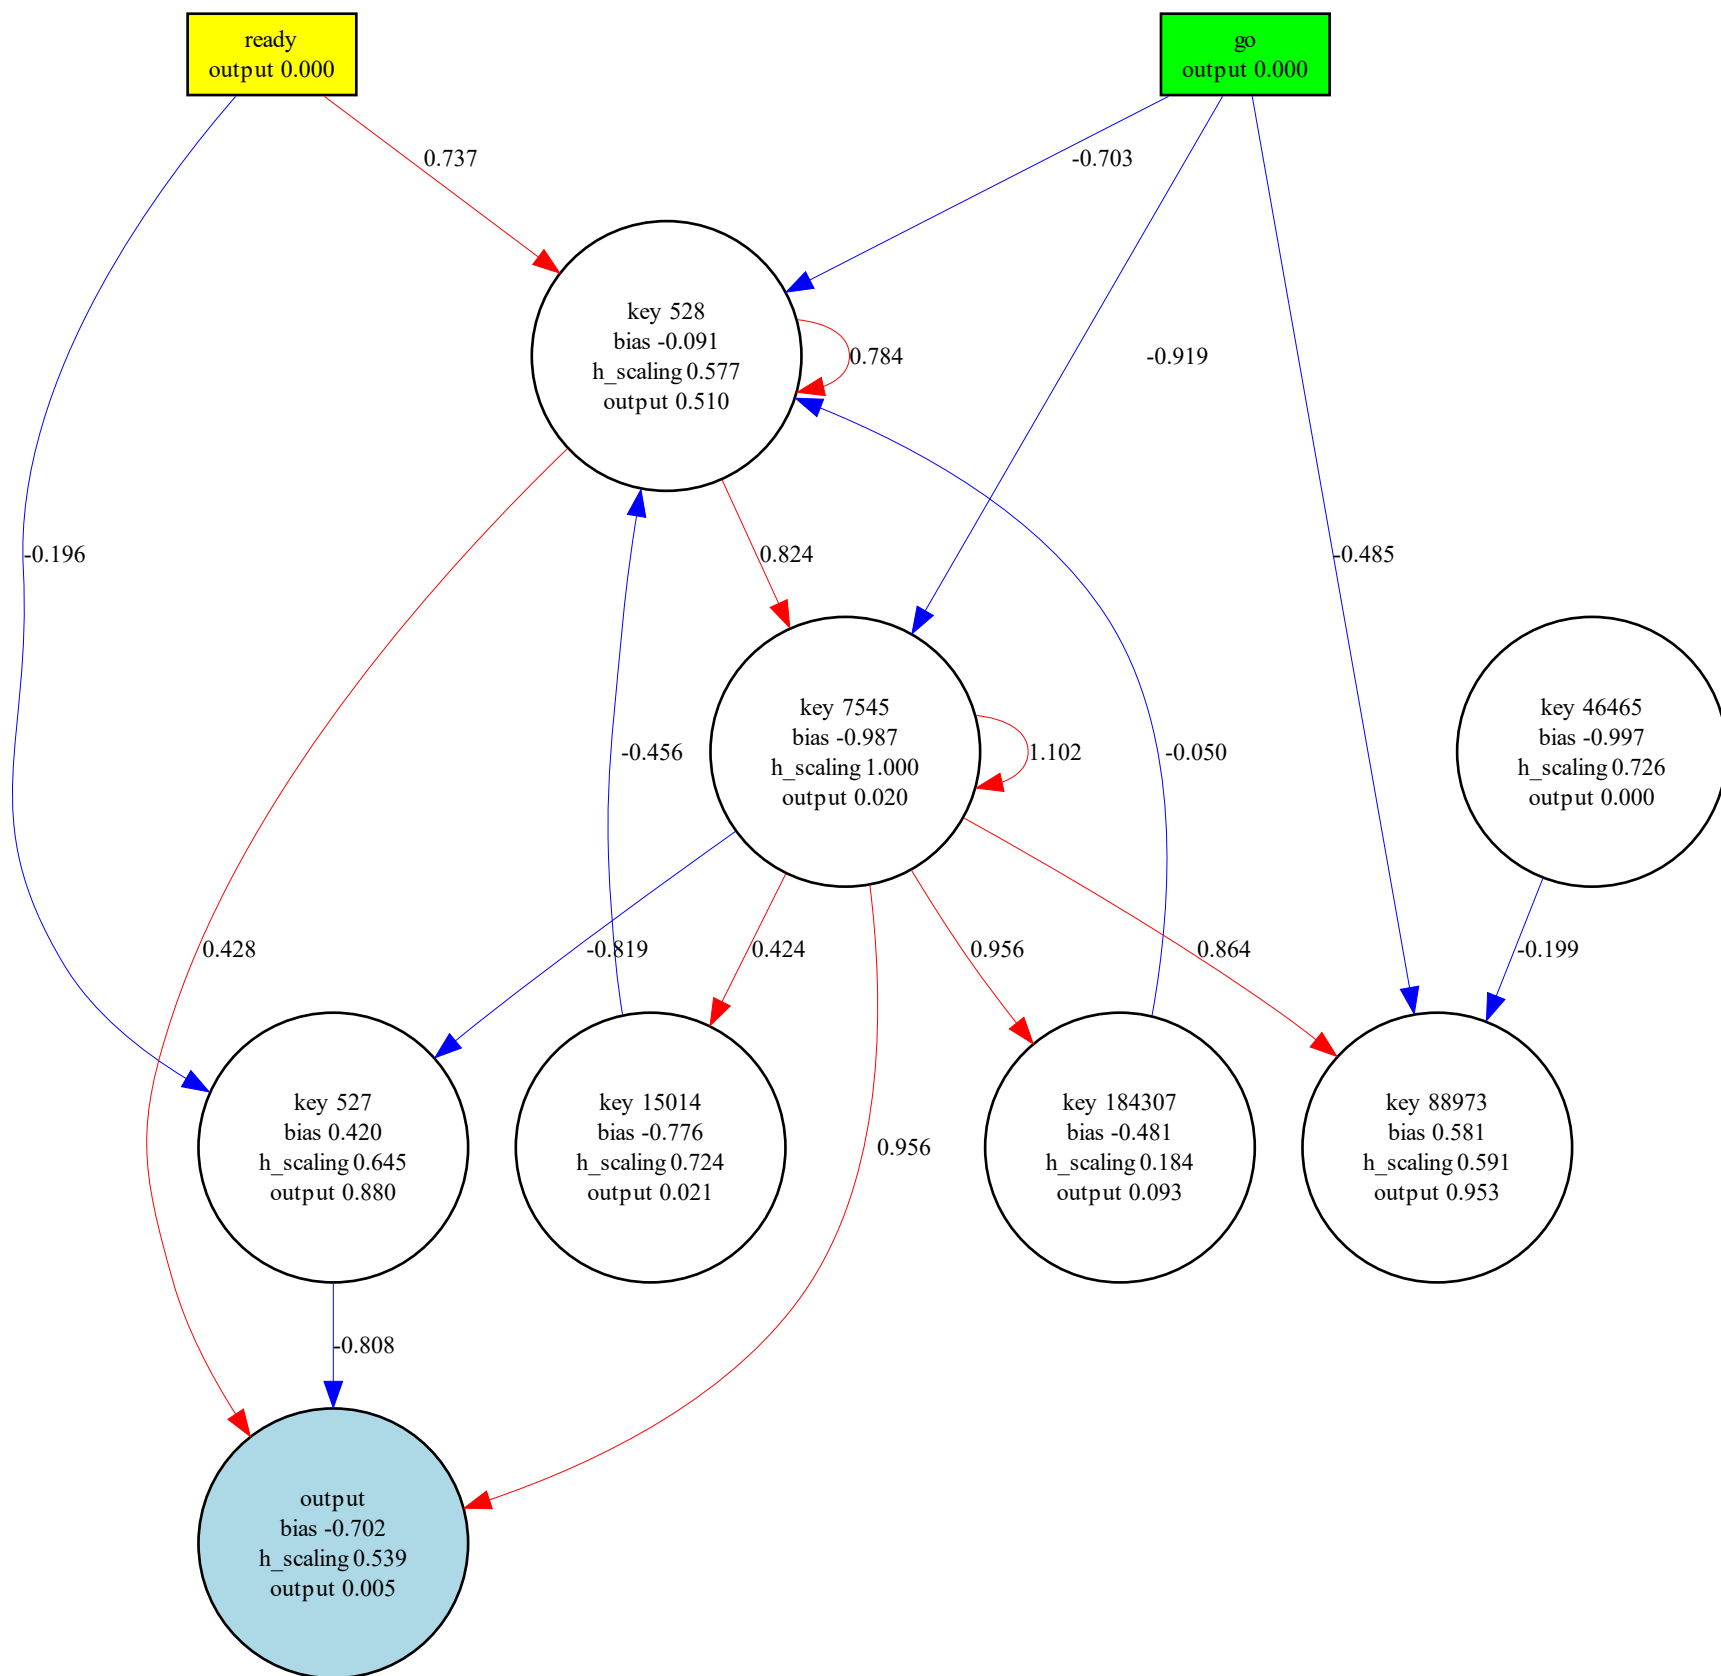 ready
output 0.000
go
output 0.000
0.737
-0.703
key 528
bias -0.091
h_scaling 0.577
output 0.510
0.784
-0.919
-0.196
0.824
-0.485
key 7545
bias -0.987
h_scaling 1.000
output 0.020
1.102
-0.456
-0.050
key 46465
bias -0.997
h_scaling 0.726
output 0.000
0.428
-0.819
0.424
0.956
0.864
-0.199
key 527
bias 0.420
h_scaling 0.645
output 0.880
key 15014
bias -0.776
h_scaling 0.724
output 0.021
0.956
key 184307
bias -0.481
h_scaling 0.184
output 0.093
key 88973
bias 0.581
h_scaling 0.591
output 0.953
-0.808
output
bias -0.702
h_scaling 0.539
output 0.005